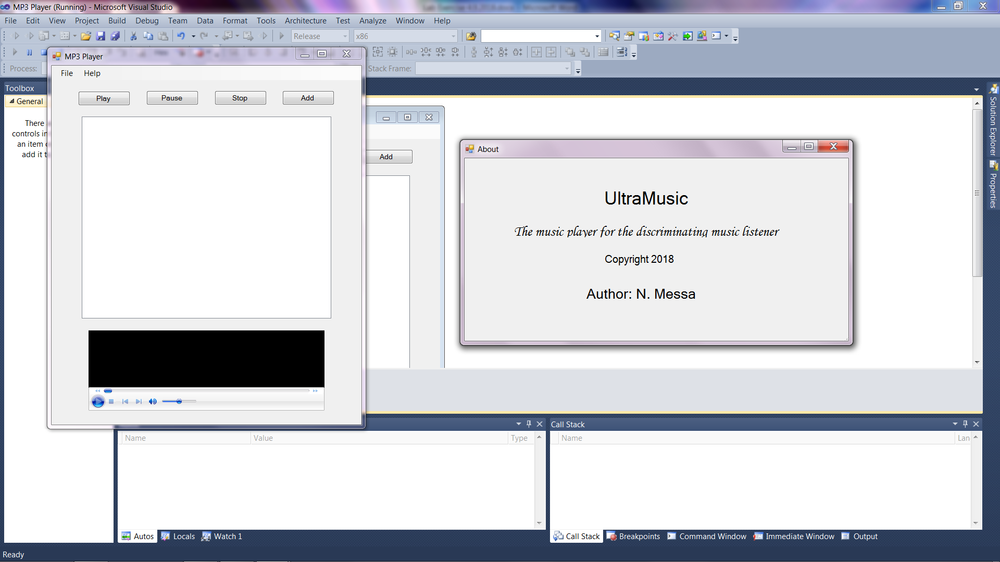 MP3 Player (Running) - Microsoft Visual Studio
File Edit View Project Build Debug Team Data Format Tools Architecture Test Analyze Window Help
Release x86
MP3 Player
Process: Stack Frame:
File Help
Toolbox
General
Play Pause Stop Add
There
controls in
an item
add it t
Add
Solution Explorer
Properties
About
UltraMusic
The music player for the discriminating music listener
Copyright 2018
Author: N. Messa
Call Stack
Name Value Type
Name Lan
Autos Locals Watch 1
Call Stack Breakpoints Command Window Immediate Window Output
Ready